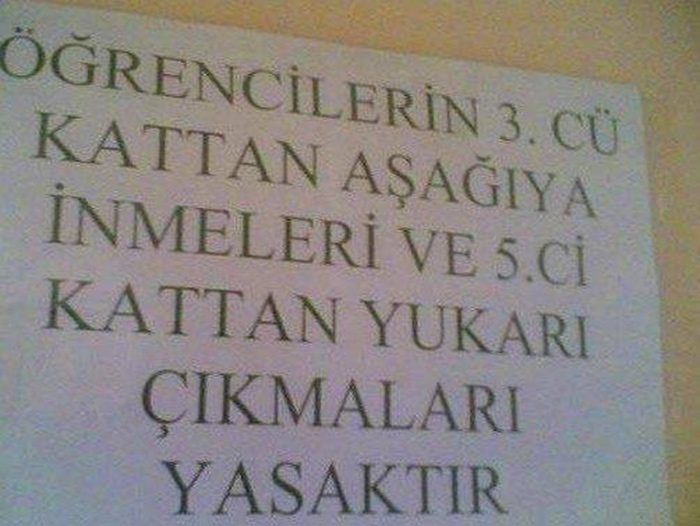 ÖĞRENCİLERİN 3. CÜ
KATTAN AŞAĞIYA
İNMELERİ VE 5.Cİ
KATTAN YUKARI
ÇIKMALARI
YASAKTIR